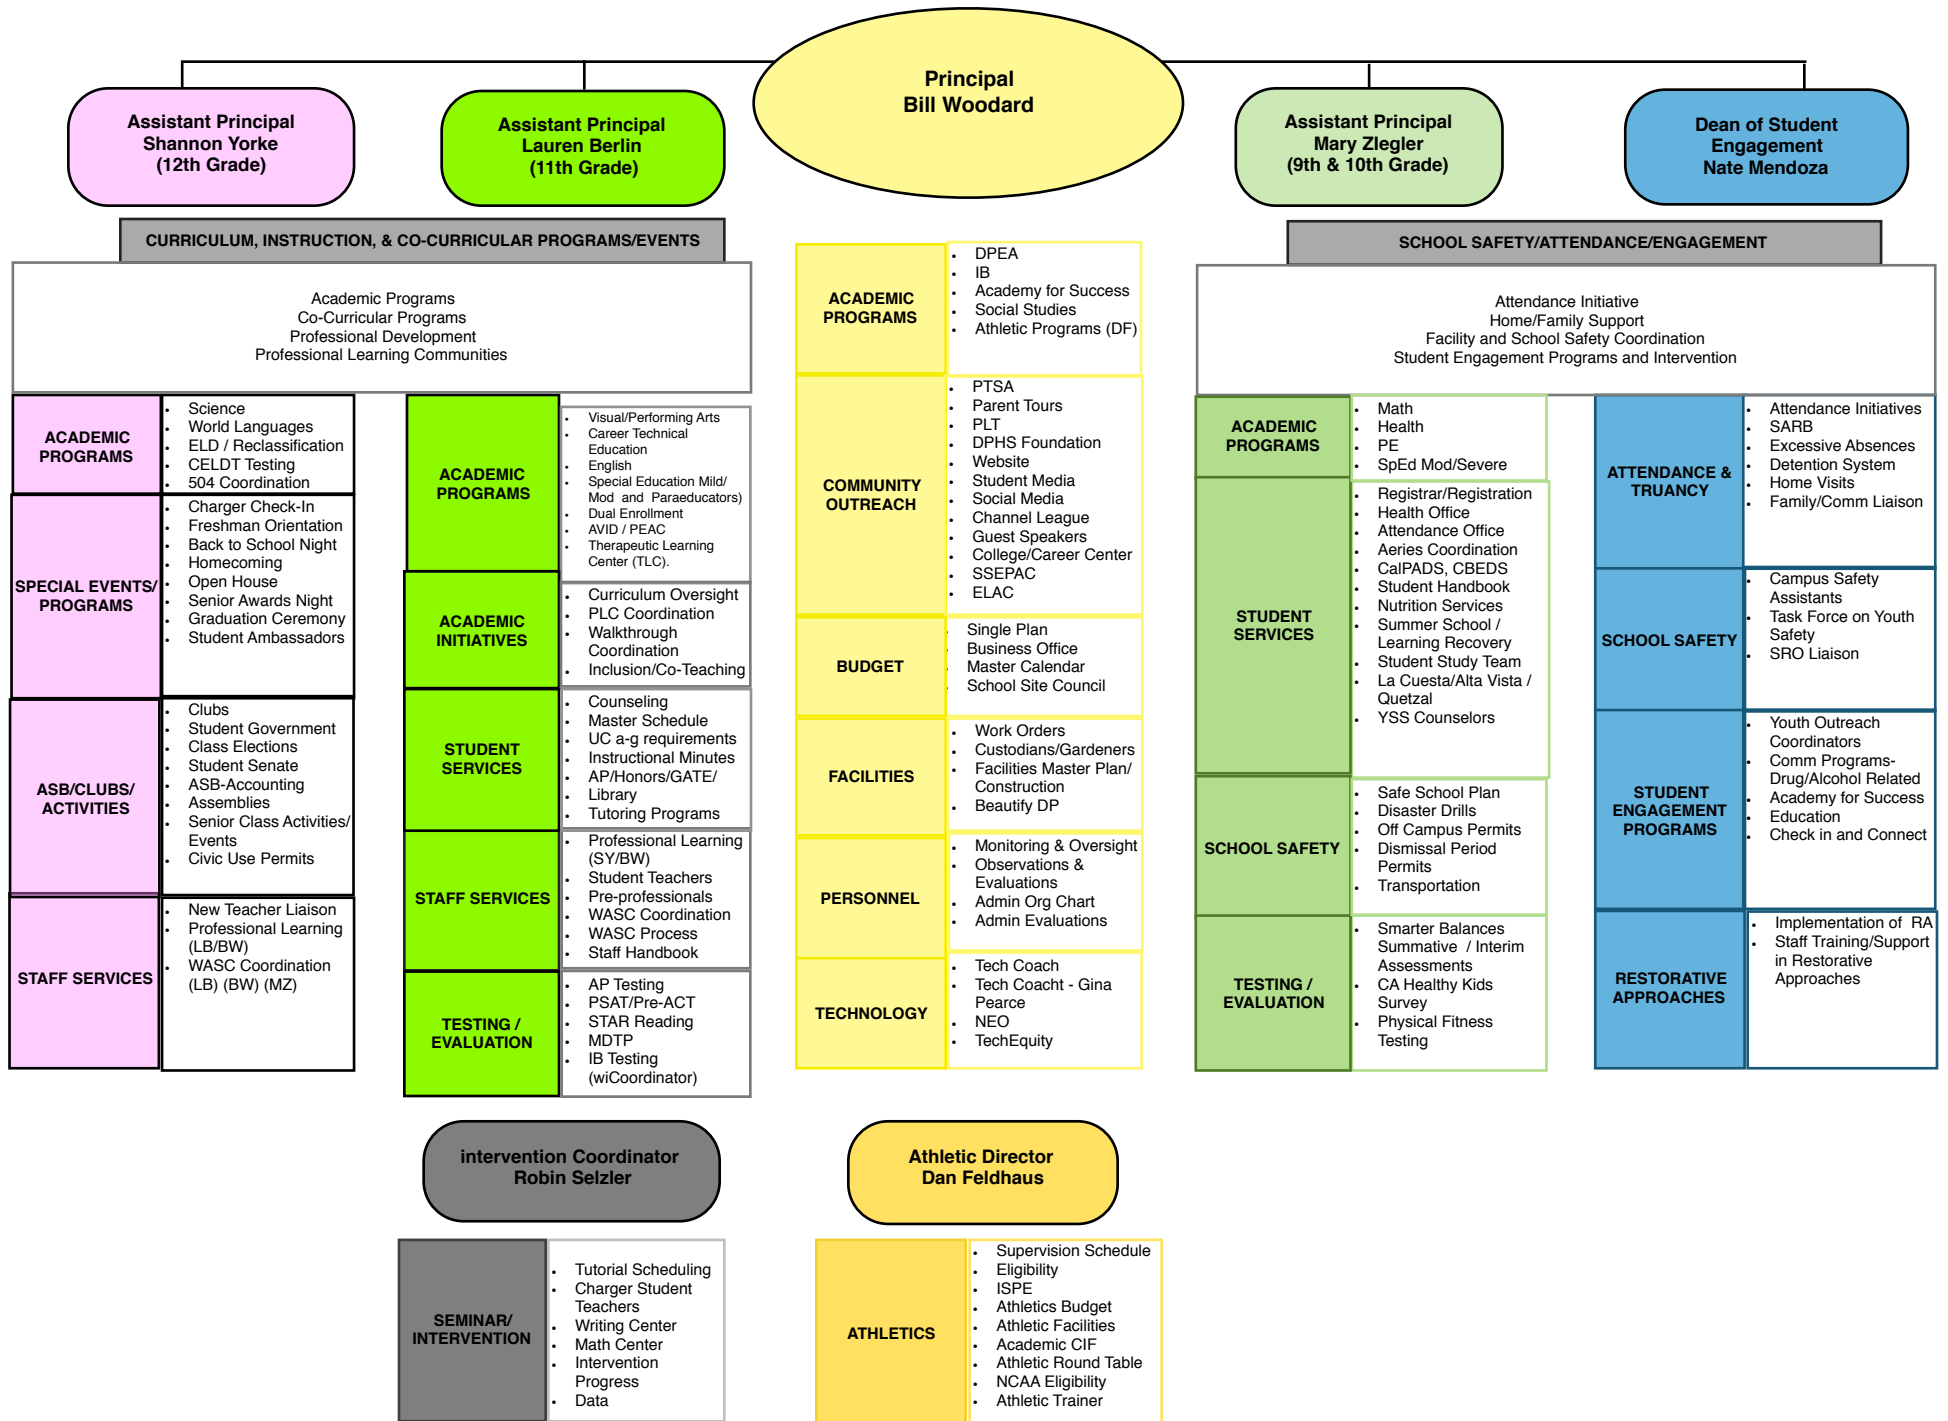 Principal
Bill Woodard
Assistant Principal
Shannon Yorke
(12th Grade)
Assistant Principal
Lauren Berlin
(11th Grade)
Assistant Principal
Mary ZIegler
(9th & 10th Grade)
Dean of Student
Engagement
Nate Mendoza
CURRICULUM, INSTRUCTION, & CO-CURRICULAR PROGRAMS/EVENTS
Academic Programs
Co-Curricular Programs
Professional Development
Professional Learning Communities
SCHOOL SAFETY/ATTENDANCE/ENGAGEMENT
Attendance Initiative
Home/Family Support
Facility and School Safety Coordination
Student Engagement Programs and Intervention
ACADEMIC
PROGRAMS
• Science
• World Languages
• ELD / Reclassification
• CELDT Testing
• 504 Coordination
SPECIAL EVENTS/
PROGRAMS
• Charger Check-In
• Freshman Orientation
• Back to School Night
• Homecoming
• Open House
• Senior Awards Night
• Graduation Ceremony
• Student Ambassadors
ASB/CLUBS/
ACTIVITIES
• Clubs
• Student Government
• Class Elections
• Student Senate
• ASB-Accounting
• Assemblies
• Senior Class Activities/
Events
• Civic Use Permits
STAFF SERVICES
• New Teacher Liaison
• Professional Learning
(LB/BW)
• WASC Coordination
(LB) (BW) (MZ)
ACADEMIC
PROGRAMS
• Visual/Performing Arts
• Career Technical
Education
• English
• Special Education Mild/
Mod and Paraeducators)
• Dual Enrollment
• AVID / PEAC
• Therapeutic Learning
Center (TLC).
ACADEMIC
INITIATIVES
• Curriculum Oversight
• PLC Coordination
• Walkthrough
Coordination
• Inclusion/Co-Teaching
STUDENT
SERVICES
• Counseling
• Master Schedule
• UC a-g requirements
• Instructional Minutes
• AP/Honors/GATE/
• Library
• Tutoring Programs
STAFF SERVICES
• Professional Learning
(SY/BW)
• Student Teachers
• Pre-professionals
• WASC Coordination
• WASC Process
• Staff Handbook
TESTING /
EVALUATION
• AP Testing
• PSAT/Pre-ACT
• STAR Reading
• MDTP
• IB Testing
(wiCoordinator)
ACADEMIC
PROGRAMS
• DPEA
• IB
• Academy for Success
• Social Studies
• Athletic Programs (DF)
COMMUNITY
OUTREACH
• PTSA
• Parent Tours
• PLT
• DPHS Foundation
• Website
• Student Media
• Social Media
• Channel League
• Guest Speakers
• College/Career Center
• SSEPAC
• ELAC
BUDGET
• Single Plan
• Business Office
• Master Calendar
• School Site Council
FACILITIES
• Work Orders
• Custodians/Gardeners
• Facilities Master Plan/
Construction
• Beautify DP
PERSONNEL
• Monitoring & Oversight
• Observations &
Evaluations
• Admin Org Chart
• Admin Evaluations
TECHNOLOGY
• Tech Coach
• Tech Coacht - Gina
Pearce
• NEO
• TechEquity
ACADEMIC
PROGRAMS
• Math
• Health
• PE
• SpEd Mod/Severe
STUDENT
SERVICES
• Registrar/Registration
• Health Office
• Attendance Office
• Aeries Coordination
• CalPADS, CBEDS
• Student Handbook
• Nutrition Services
• Summer School /
Learning Recovery
• Student Study Team
• La Cuesta/Alta Vista /
Quetzal
• YSS Counselors
SCHOOL SAFETY
• Safe School Plan
• Disaster Drills
• Off Campus Permits
• Dismissal Period
Permits
• Transportation
TESTING /
EVALUATION
• Smarter Balances
Summative / Interim
Assessments
• CA Healthy Kids
Survey
• Physical Fitness
Testing
ATTENDANCE &
TRUANCY
• Attendance Initiatives
• SARB
• Excessive Absences
• Detention System
• Home Visits
• Family/Comm Liaison
SCHOOL SAFETY
• Campus Safety
Assistants
• Task Force on Youth
Safety
• SRO Liaison
STUDENT
ENGAGEMENT
PROGRAMS
• Youth Outreach
Coordinators
• Comm Programs-
Drug/Alcohol Related
• Academy for Success
• Education
• Check in and Connect
RESTORATIVE
APPROACHES
• Implementation of RA
• Staff Training/Support
in Restorative
Approaches
intervention Coordinator
Robin Selzler
SEMINAR/
INTERVENTION
• Tutorial Scheduling
• Charger Student
Teachers
• Writing Center
• Math Center
• Intervention
Progress
• Data
Athletic Director
Dan Feldhaus
ATHLETICS
• Supervision Schedule
• Eligibility
• ISPE
• Athletics Budget
• Athletic Facilities
• Academic CIF
• Athletic Round Table
• NCAA Eligibility
• Athletic Trainer